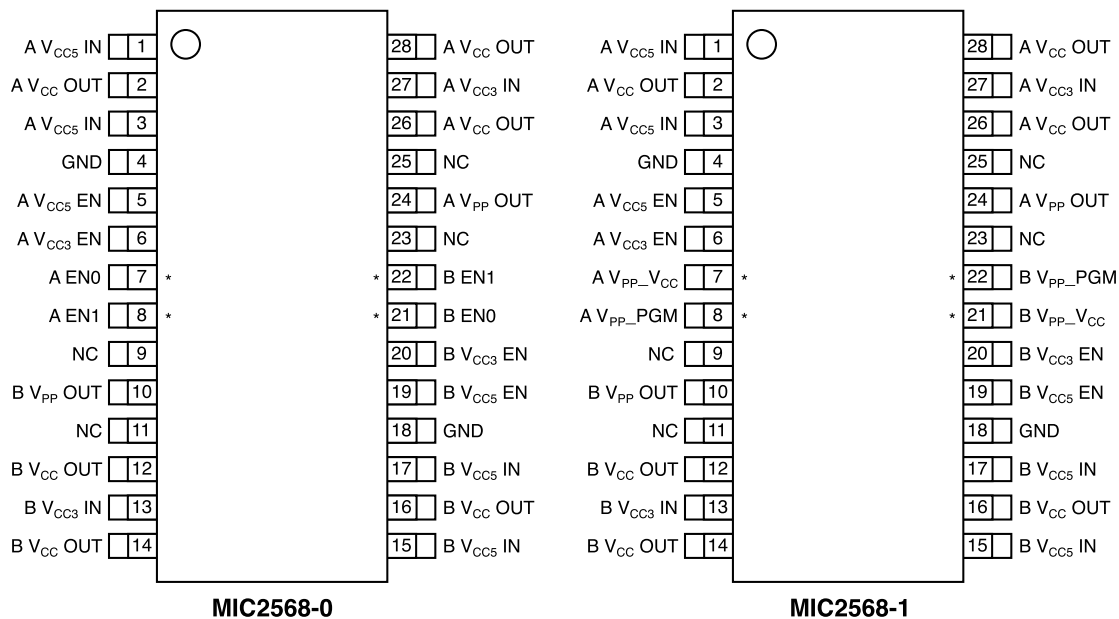 A VCC5 IN 1 28 A VCC OUT
A VCC OUT 2 27 A VCC3 IN
A VCC5 IN 3 26 A VCC OUT
GND 4 25 NC
A VCC5 EN 5 24 A VPP OUT
A VCC3 EN 6 23 NC
A EN0 7 * * 22 B EN1
A EN1 8 * * 21 B EN0
NC 9 20 B VCC3 EN
B VPP OUT 10 19 B VCC5 EN
NC 11 18 GND
B VCC OUT 12 17 B VCC5 IN
B VCC3 IN 13 16 B VCC OUT
B VCC OUT 14 15 B VCC5 IN
MIC2568-0
A VCC5 IN 1 28 A VCC OUT
A VCC OUT 2 27 A VCC3 IN
A VCC5 IN 3 26 A VCC OUT
GND 4 25 NC
A VCC5 EN 5 24 A VPP OUT
A VCC3 EN 6 23 NC
A VPP_VCC 7 * * 22 B VPP_PGM
A VPP_PGM 8 * * 21 B VPP_VCC
NC 9 20 B VCC3 EN
B VPP OUT 10 19 B VCC5 EN
NC 11 18 GND
B VCC OUT 12 17 B VCC5 IN
B VCC3 IN 13 16 B VCC OUT
B VCC OUT 14 15 B VCC5 IN
MIC2568-1